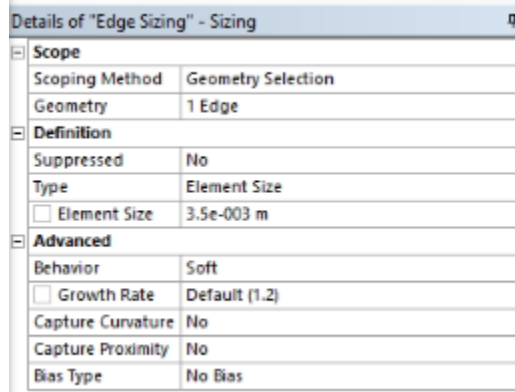 Details of "Edge Sizing" - Sizing
Scope
Scoping Method Geometry Selection
Geometry 1 Edge
Definition
Suppressed No
Type Element Size
Element Size 3.5e-003 m
Advanced
Behavior Soft
Growth Rate Default (1.2)
Capture Curvature No
Capture Proximity No
Bias Type No Bias